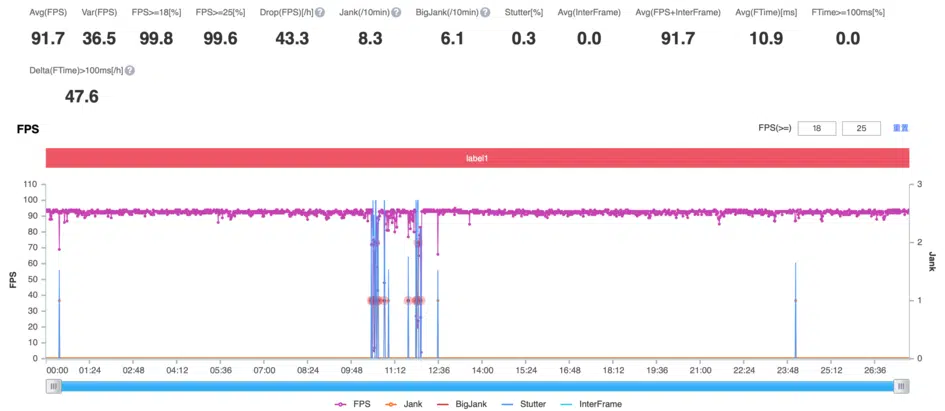 Avg(FPS) Var(FPS) FPS>=18[%] FPS>=25[%] Drop(FPS)[/h] Jank(/10min) BigJank(/10min) Stutter[%] Avg(InterFrame) Avg(FPS+InterFrame) Avg(FTime)[ms] FTime>=100ms[%]
91.7 36.5 99.8 99.6 43.3 8.3 6.1 0.3 0.0 91.7 10.9 0.0
Delta(FTime)>100ms[/h]
47.6
FPS FPS(>=) 18 25 重置
label1
110 3
100
90
80
70 2
60
50
40
30 1
20
10
0 0
FPS
Jank
00:00 01:24 02:48 04:12 05:36 07:00 08:24 09:48 11:12 12:36 14:00 15:24 16:48 18:12 19:36 21:00 22:24 23:48 25:12 26:36
FPS Jank BigJank Stutter InterFrame